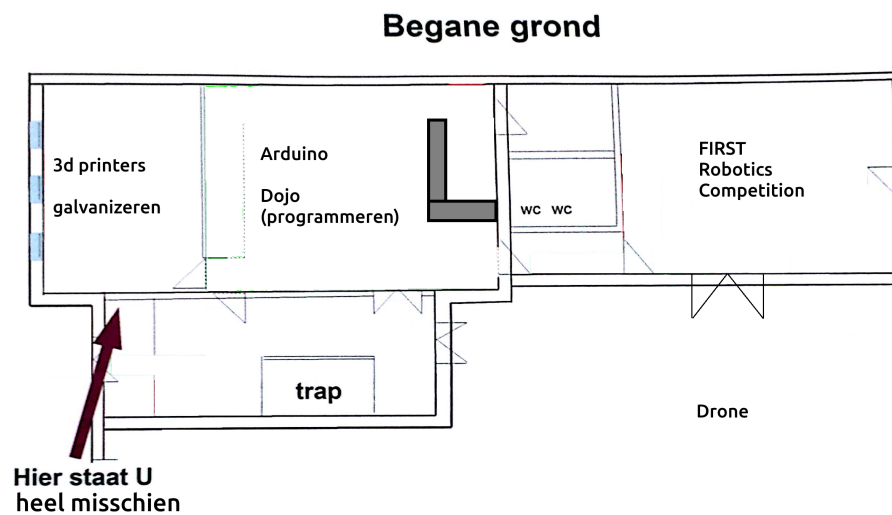 Begane grond
3d printers
galvanizeren
Arduino
Dojo
(programmeren)
wc wc
FIRST
Robotics
Competition
trap
Drone
Hier staat U
heel misschien